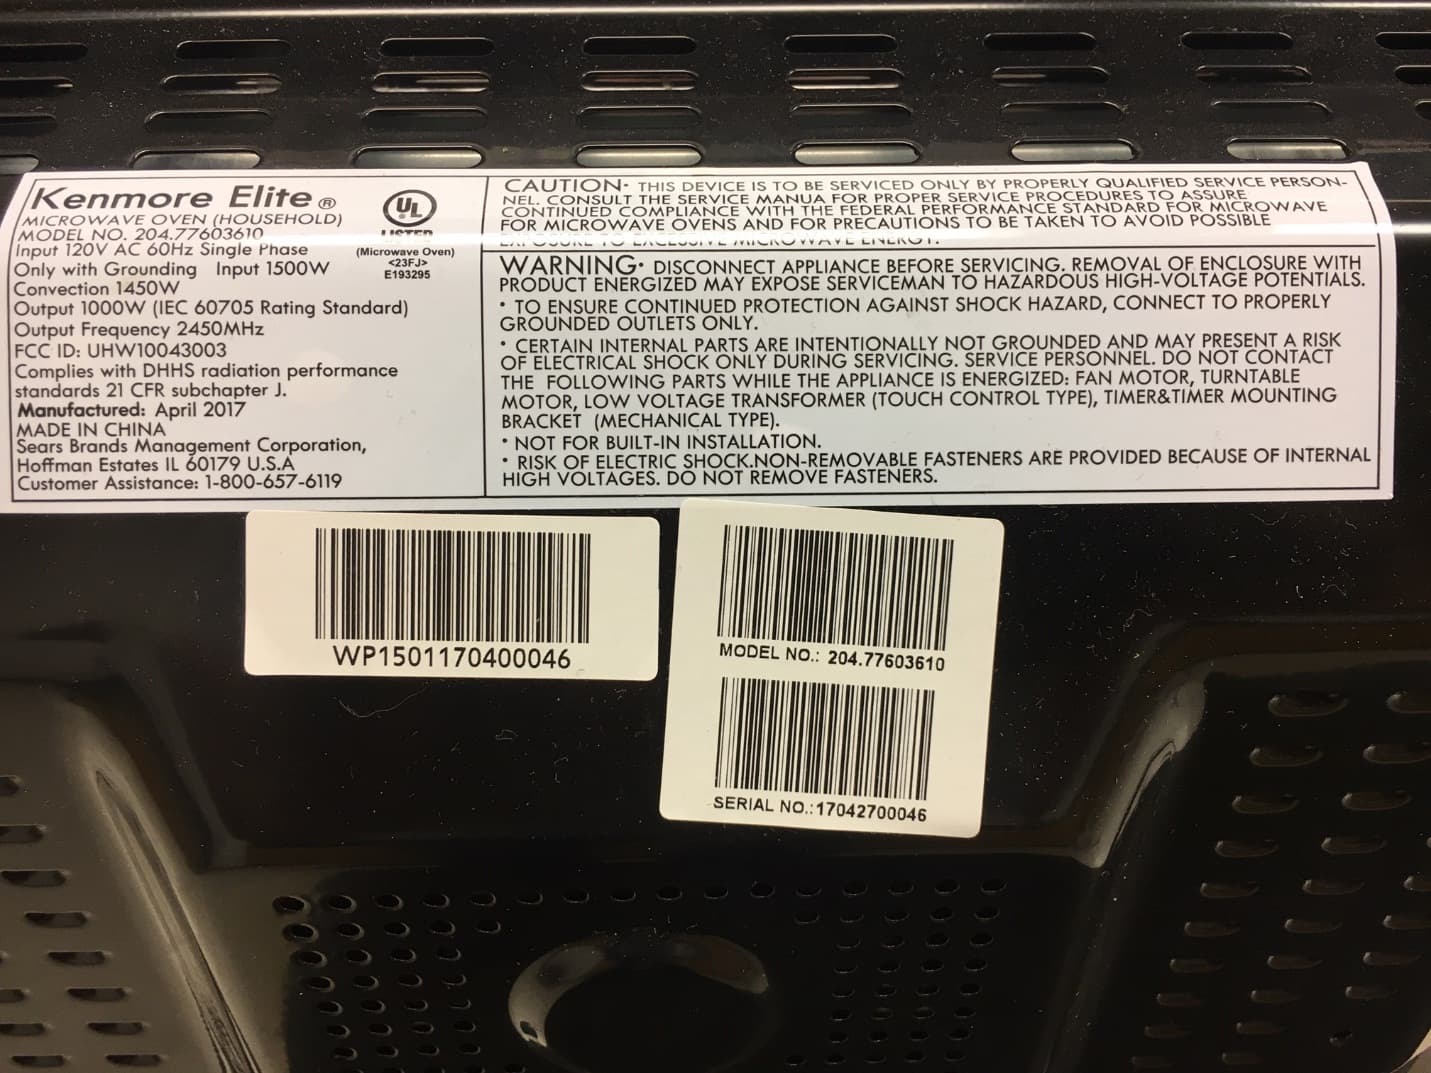 Kenmore Elite®
MICROWAVE OVEN (HOUSEHOLD)
MODEL NO. 204.77603610
Input 120V AC 60Hz Single Phase
Only with Grounding Input 1500W
Convection 1450W
Output 1000W (IEC 60705 Rating Standard)
Output Frequency 2450MHz
FCC ID: UHW10043003
Complies with DHHS radiation performance
standards 21 CFR subchapter J.
Manufactured: April 2017
MADE IN CHINA
Sears Brands Management Corporation,
Hoffman Estates IL 60179 U.S.A
Customer Assistance: 1-800-657-6119
UL
LISTED
(Microwave Oven)
<23FJ>
E193295
CAUTION· THIS DEVICE IS TO BE SERVICED ONLY BY PROPERLY QUALIFIED SERVICE PERSON-
NEL. CONSULT THE SERVICE MANUA FOR PROPER SERVICE PROCEDURES TO ASSURE
CONTINUED COMPLIANCE WITH THE FEDERAL PERFORMANCE STANDARD FOR MICROWAVE
FOR MICROWAVE OVENS AND FOR PRECAUTIONS TO BE TAKEN TO AVOID POSSIBLE
EXPOSURE TO EXCESSIVE MICROWAVE ENERGY.
WARNING· DISCONNECT APPLIANCE BEFORE SERVICING. REMOVAL OF ENCLOSURE WITH
PRODUCT ENERGIZED MAY EXPOSE SERVICEMAN TO HAZARDOUS HIGH-VOLTAGE POTENTIALS.
· TO ENSURE CONTINUED PROTECTION AGAINST SHOCK HAZARD, CONNECT TO PROPERLY
GROUNDED OUTLETS ONLY.
· CERTAIN INTERNAL PARTS ARE INTENTIONALLY NOT GROUNDED AND MAY PRESENT A RISK
OF ELECTRICAL SHOCK ONLY DURING SERVICING. SERVICE PERSONNEL. DO NOT CONTACT
THE FOLLOWING PARTS WHILE THE APPLIANCE IS ENERGIZED: FAN MOTOR, TURNTABLE
MOTOR, LOW VOLTAGE TRANSFORMER (TOUCH CONTROL TYPE), TIMER&TIMER MOUNTING
BRACKET (MECHANICAL TYPE).
· NOT FOR BUILT-IN INSTALLATION.
· RISK OF ELECTRIC SHOCK.NON-REMOVABLE FASTENERS ARE PROVIDED BECAUSE OF INTERNAL
HIGH VOLTAGES. DO NOT REMOVE FASTENERS.
WP1501170400046
MODEL NO.: 204.77603610
SERIAL NO.:17042700046